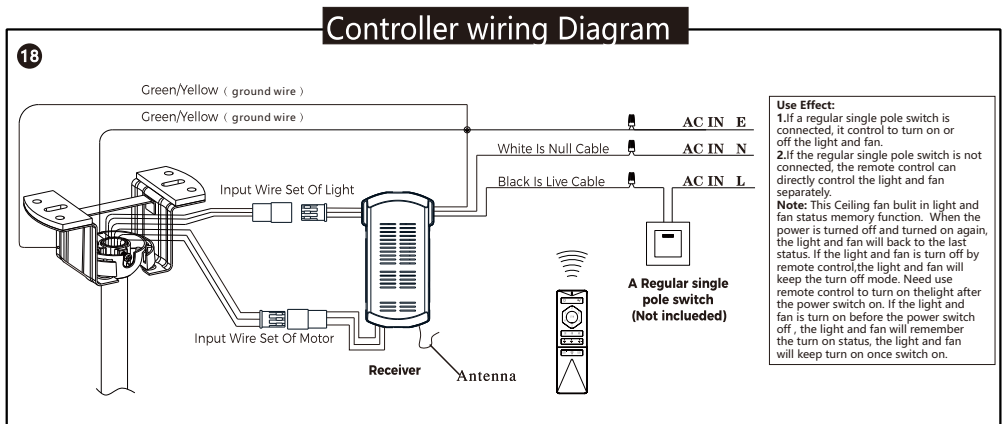 Controller wiring Diagram
18
Green/Yellow ( ground wire )
Green/Yellow ( ground wire )
AC IN E
White Is Null Cable
AC IN N
Input Wire Set Of Light
Black Is Live Cable
AC IN L
A Regular single
pole switch
(Not inclueded)
Input Wire Set Of Motor
Receiver
Antenna
Use Effect:
1.If a regular single pole switch is
connected, it control to turn on or
off the light and fan.
2.If the regular single pole switch is not
connected, the remote control can
directly control the light and fan
separately.
Note: This Ceiling fan bulit in light and
fan status memory function. When the
power is turned off and turned on again,
the light and fan will back to the last
status. If the light and fan is turn off by
remote control,the light and fan will
keep the turn off mode. Need use
remote control to turn on thelight after
the power switch on. If the light and
fan is turn on before the power switch
off , the light and fan will remember
the turn on status, the light and fan
will keep turn on once switch on.